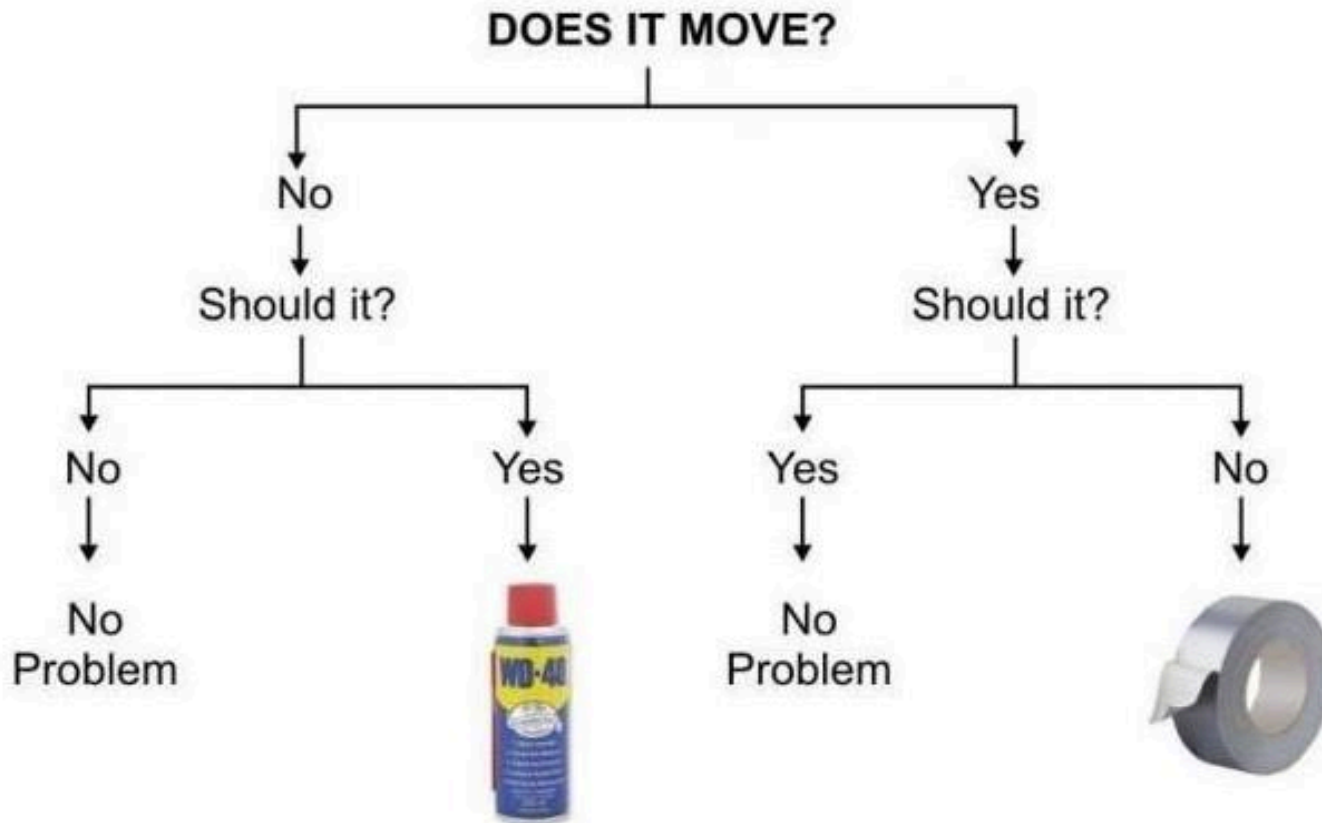 DOES IT MOVE?
No
Yes
Should it?
Should it?
No
Yes
Yes
No
No
Problem
WD-40
No
Problem